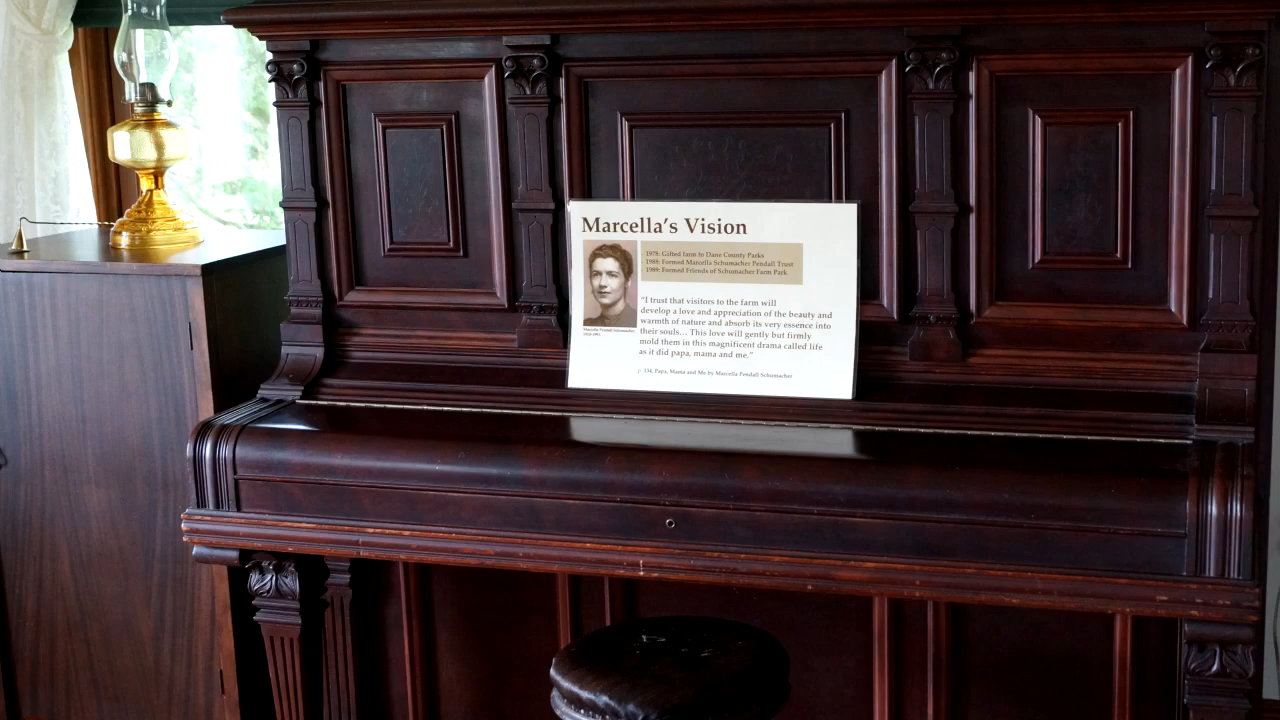 Marcella's Vision
1978: Gifted farm to Dane County Parks
1988: Formed Marcella Schumacher Pendall Trust
1989: Formed Friends of Schumacher Farm Park
"I trust that visitors to the farm will
develop a love and appreciation of the beauty and
warmth of nature and absorb its very essence into
their souls... This love will gently but firmly
mold them in this magnificent drama called life
as it did papa, mama and me."
Marcella Pendall Schumacher
p. 134, Papa, Mama and Me by Marcella Pendall Schumacher